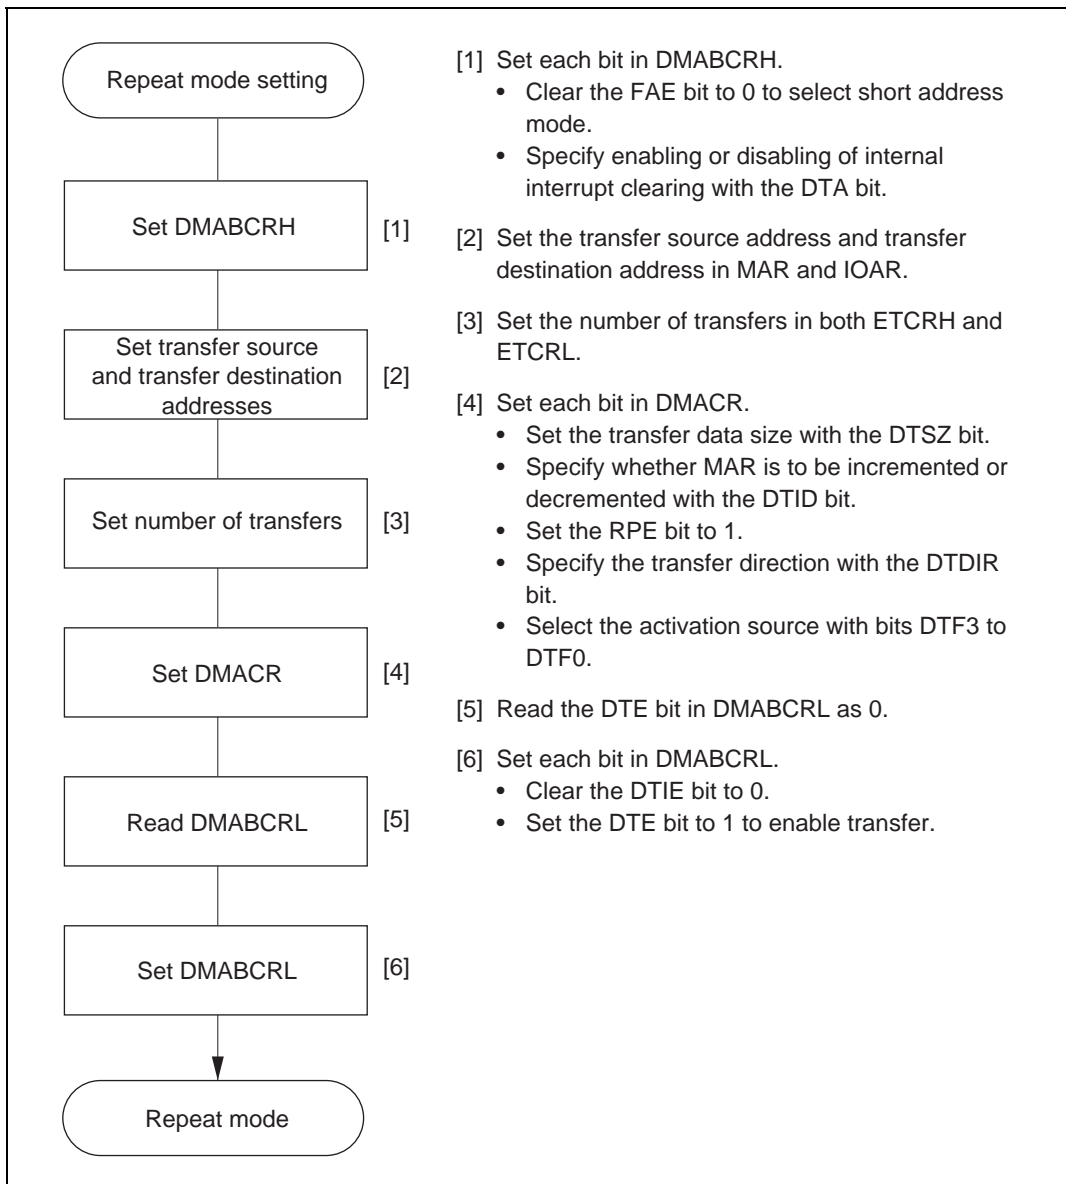 Repeat mode setting
Set DMABCRH
[1]
Set transfer source
and transfer destination
addresses
[2]
Set number of transfers
[3]
Set DMACR
[4]
Read DMABCRL
[5]
Set DMABCRL
[6]
Repeat mode
[1] Set each bit in DMABCRH.
• Clear the FAE bit to 0 to select short address
mode.
• Specify enabling or disabling of internal
interrupt clearing with the DTA bit.
[2] Set the transfer source address and transfer
destination address in MAR and IOAR.
[3] Set the number of transfers in both ETCRH and
ETCRL.
[4] Set each bit in DMACR.
• Set the transfer data size with the DTSZ bit.
• Specify whether MAR is to be incremented or
decremented with the DTID bit.
• Set the RPE bit to 1.
• Specify the transfer direction with the DTDIR
bit.
• Select the activation source with bits DTF3 to
DTF0.
[5] Read the DTE bit in DMABCRL as 0.
[6] Set each bit in DMABCRL.
• Clear the DTIE bit to 0.
• Set the DTE bit to 1 to enable transfer.